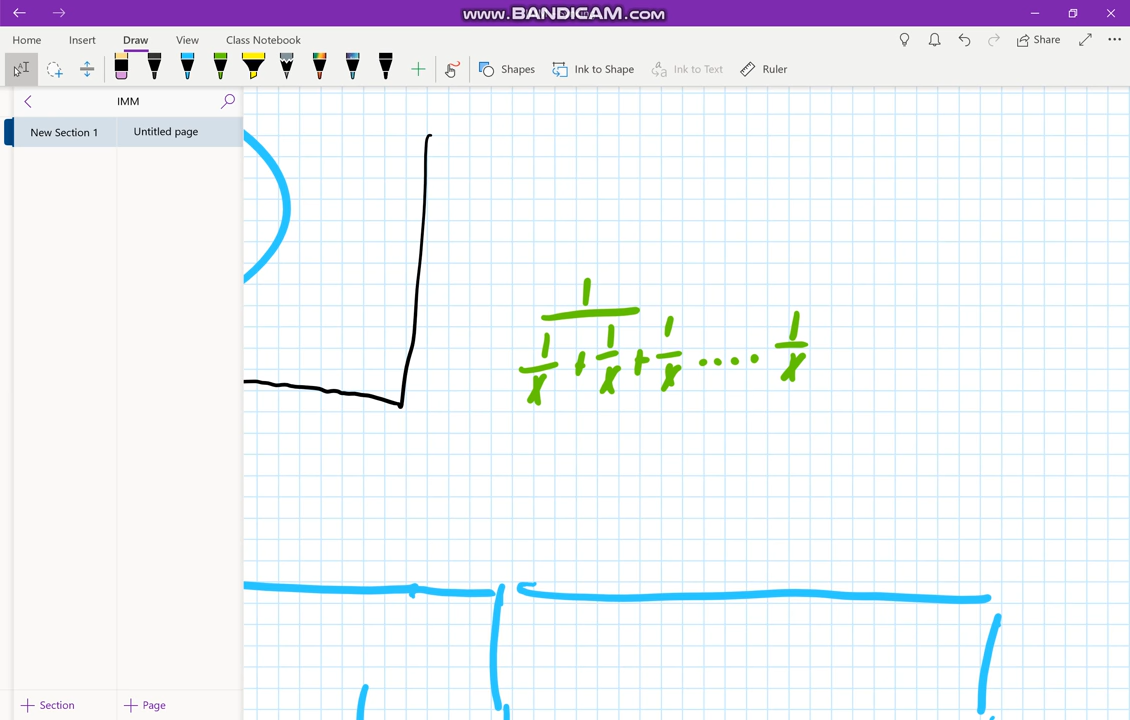 www.BANDICAM.com
Home Insert Draw View Class Notebook Share
Shapes Ink to Shape Ink to Text Ruler
IMM
New Section 1 Untitled page
1
1/x + 1/x + 1/x .... 1/x
Section Page